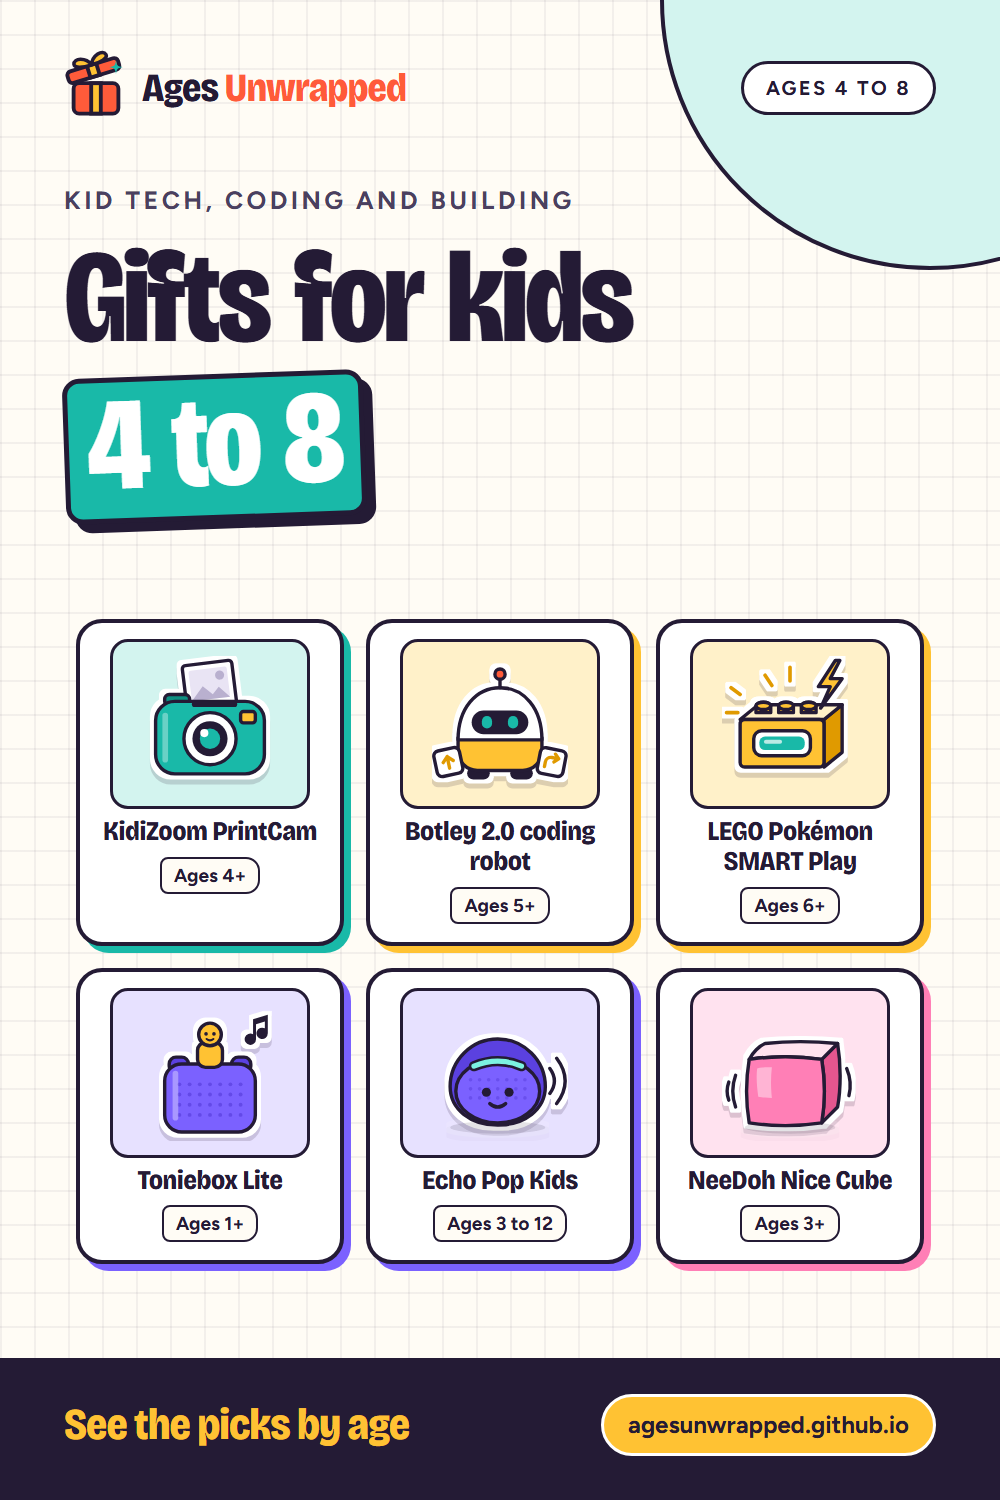 Ages Unwrapped
AGES 4 TO 8
KID TECH, CODING AND BUILDING
Gifts for kids
4 to 8
KidiZoom PrintCam
Ages 4+
Botley 2.0 coding
robot
Ages 5+
LEGO Pokémon
SMART Play
Ages 6+
Toniebox Lite
Ages 1+
Echo Pop Kids
Ages 3 to 12
NeeDoh Nice Cube
Ages 3+
See the picks by age
agesunwrapped.github.io